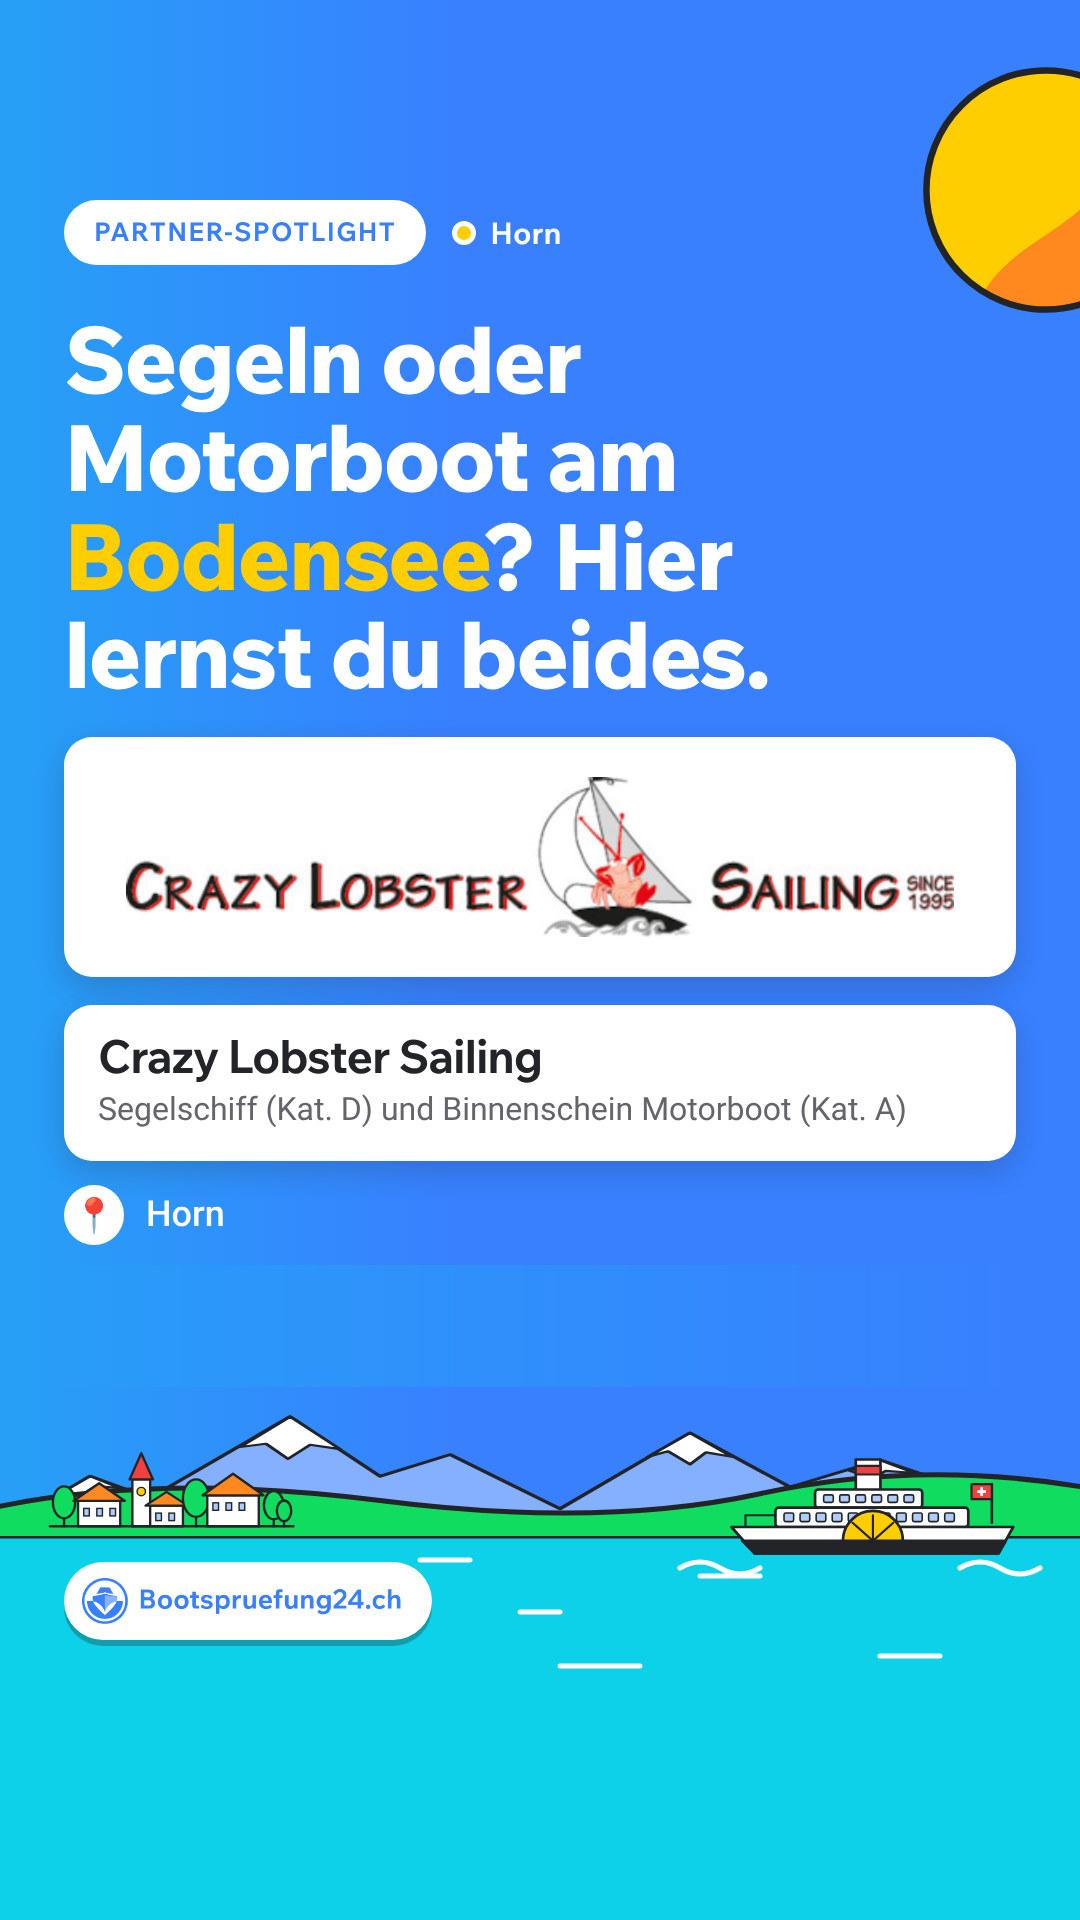 PARTNER-SPOTLIGHT
Horn
Segeln oder
Motorboot am
Bodensee? Hier
lernst du beides.
CRAZY LOBSTER SAILING SINCE 1995
Crazy Lobster Sailing
Segelschiff (Kat. D) und Binnenschein Motorboot (Kat. A)
Horn
Bootspruefung24.ch